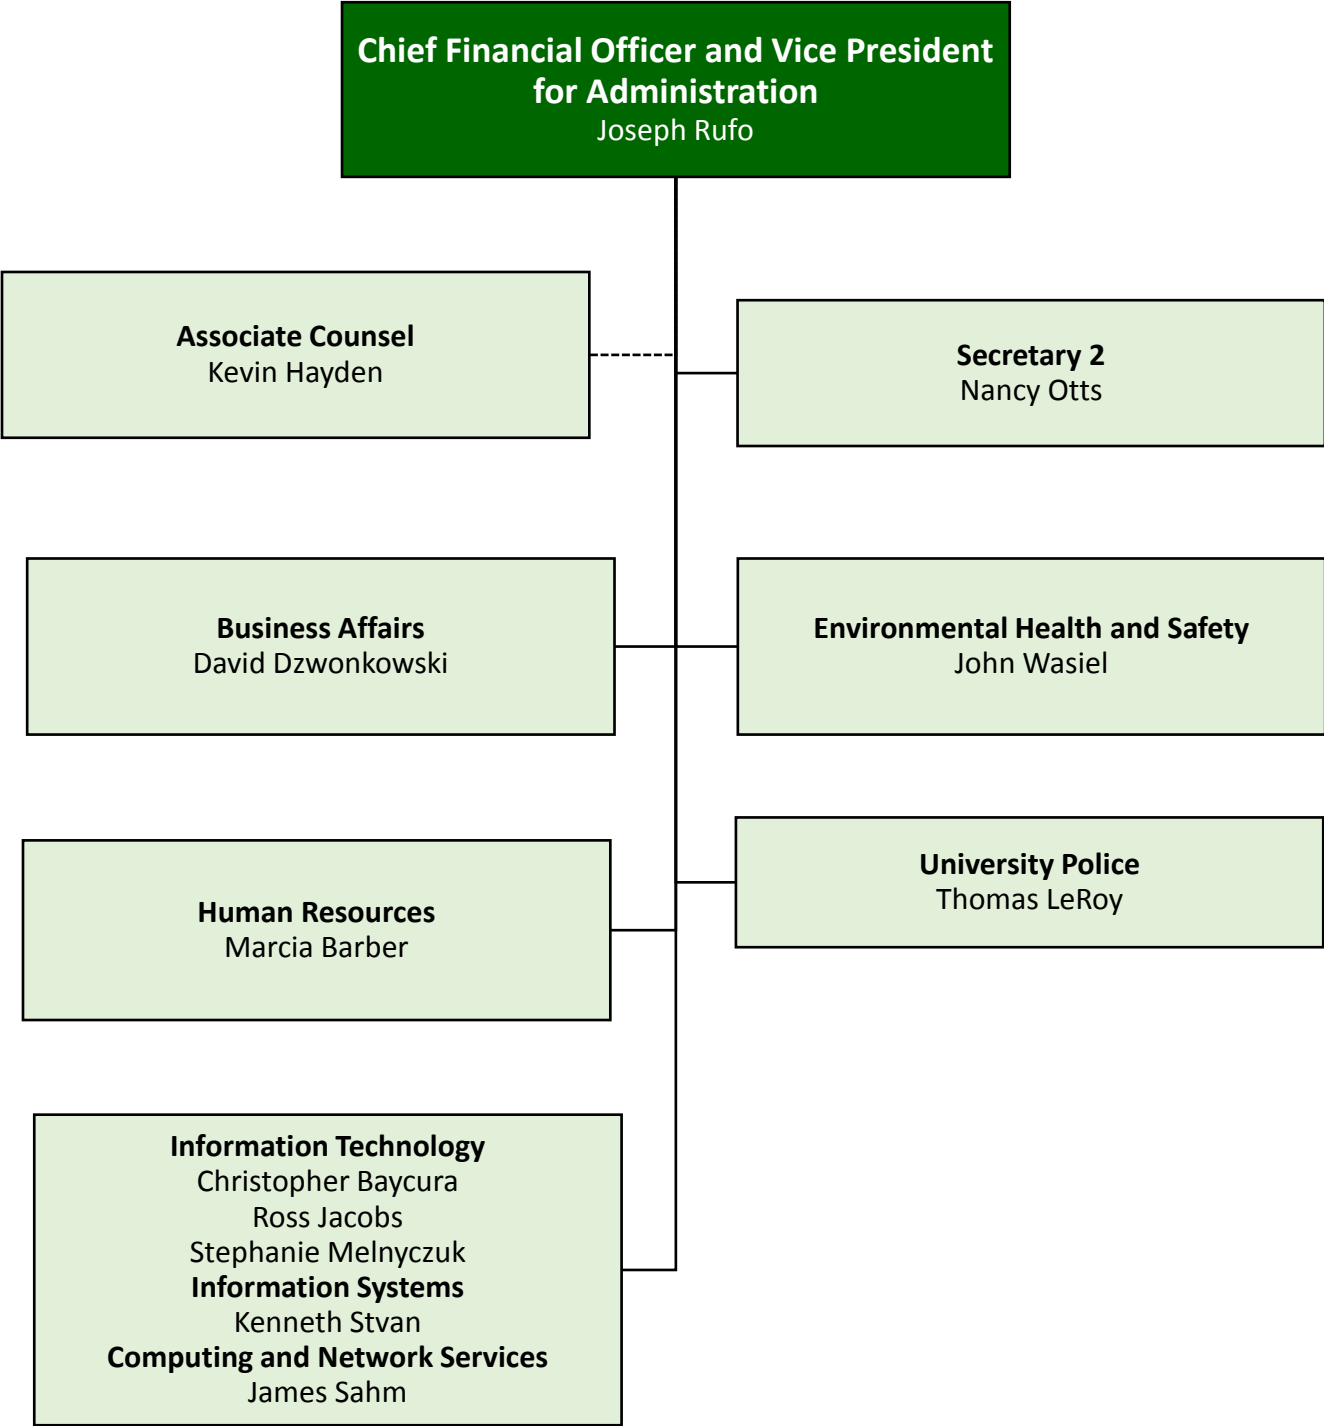 Chief Financial Officer and Vice President
for Administration
Joseph Rufo
Associate Counsel
Kevin Hayden
Secretary 2
Nancy Otts
Business Affairs
David Dzwonkowski
Environmental Health and Safety
John Wasiel
Human Resources
Marcia Barber
University Police
Thomas LeRoy
Information Technology
Christopher Baycura
Ross Jacobs
Stephanie Melnyczuk
Information Systems
Kenneth Stvan
Computing and Network Services
James Sahm